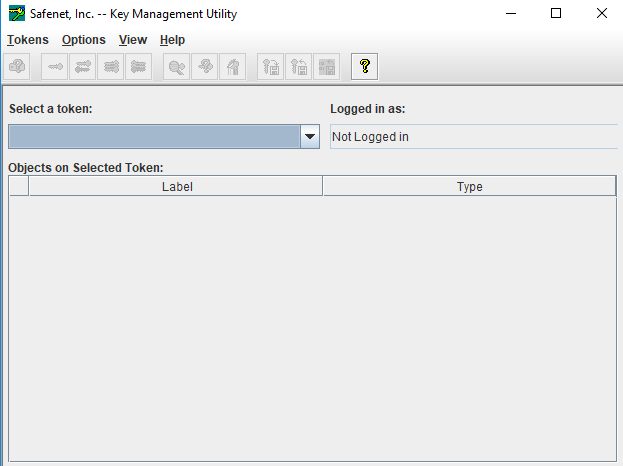 Safenet, Inc. -- Key Management Utility
Tokens Options View Help
?
Select a token: Logged in as:
Not Logged in
Objects on Selected Token:
Label Type